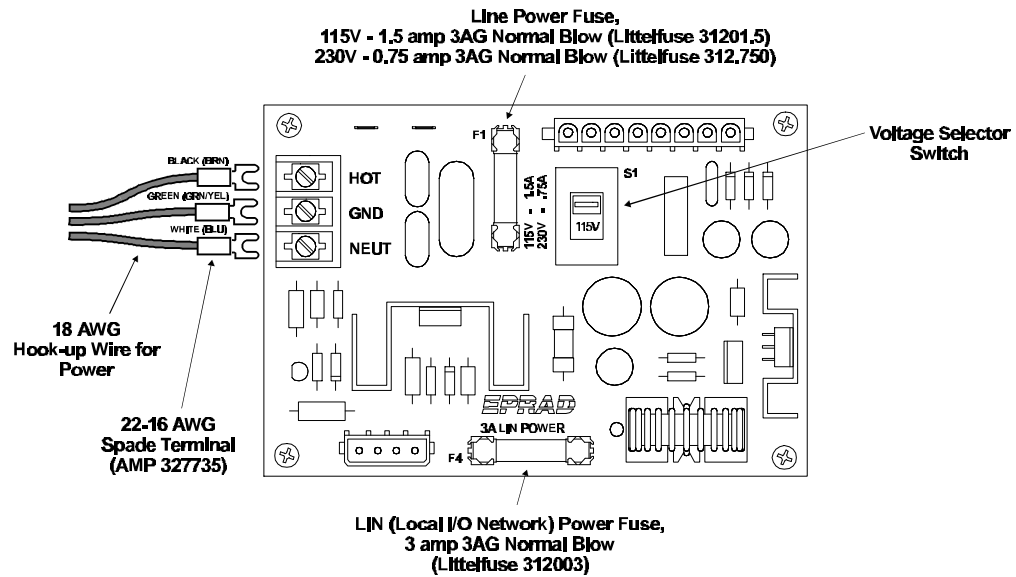 Line Power Fuse,
115V - 1.5 amp 3AG Normal Blow (Littelfuse 31201.5)
230V - 0.75 amp 3AG Normal Blow (Littelfuse 312.750)
Voltage Selector
Switch
F1
S1
BLACK (BRN)
HOT
GREEN (GRN/YEL)
GND
WHITE (BLU)
NEUT
115V - 1.5A
230V - .75A
115V
18 AWG
Hook-up Wire for
Power
22-16 AWG
Spade Terminal
(AMP 327735)
EPRAD
3A LIN POWER
F4
LIN (Local I/O Network) Power Fuse,
3 amp 3AG Normal Blow
(Littelfuse 312003)